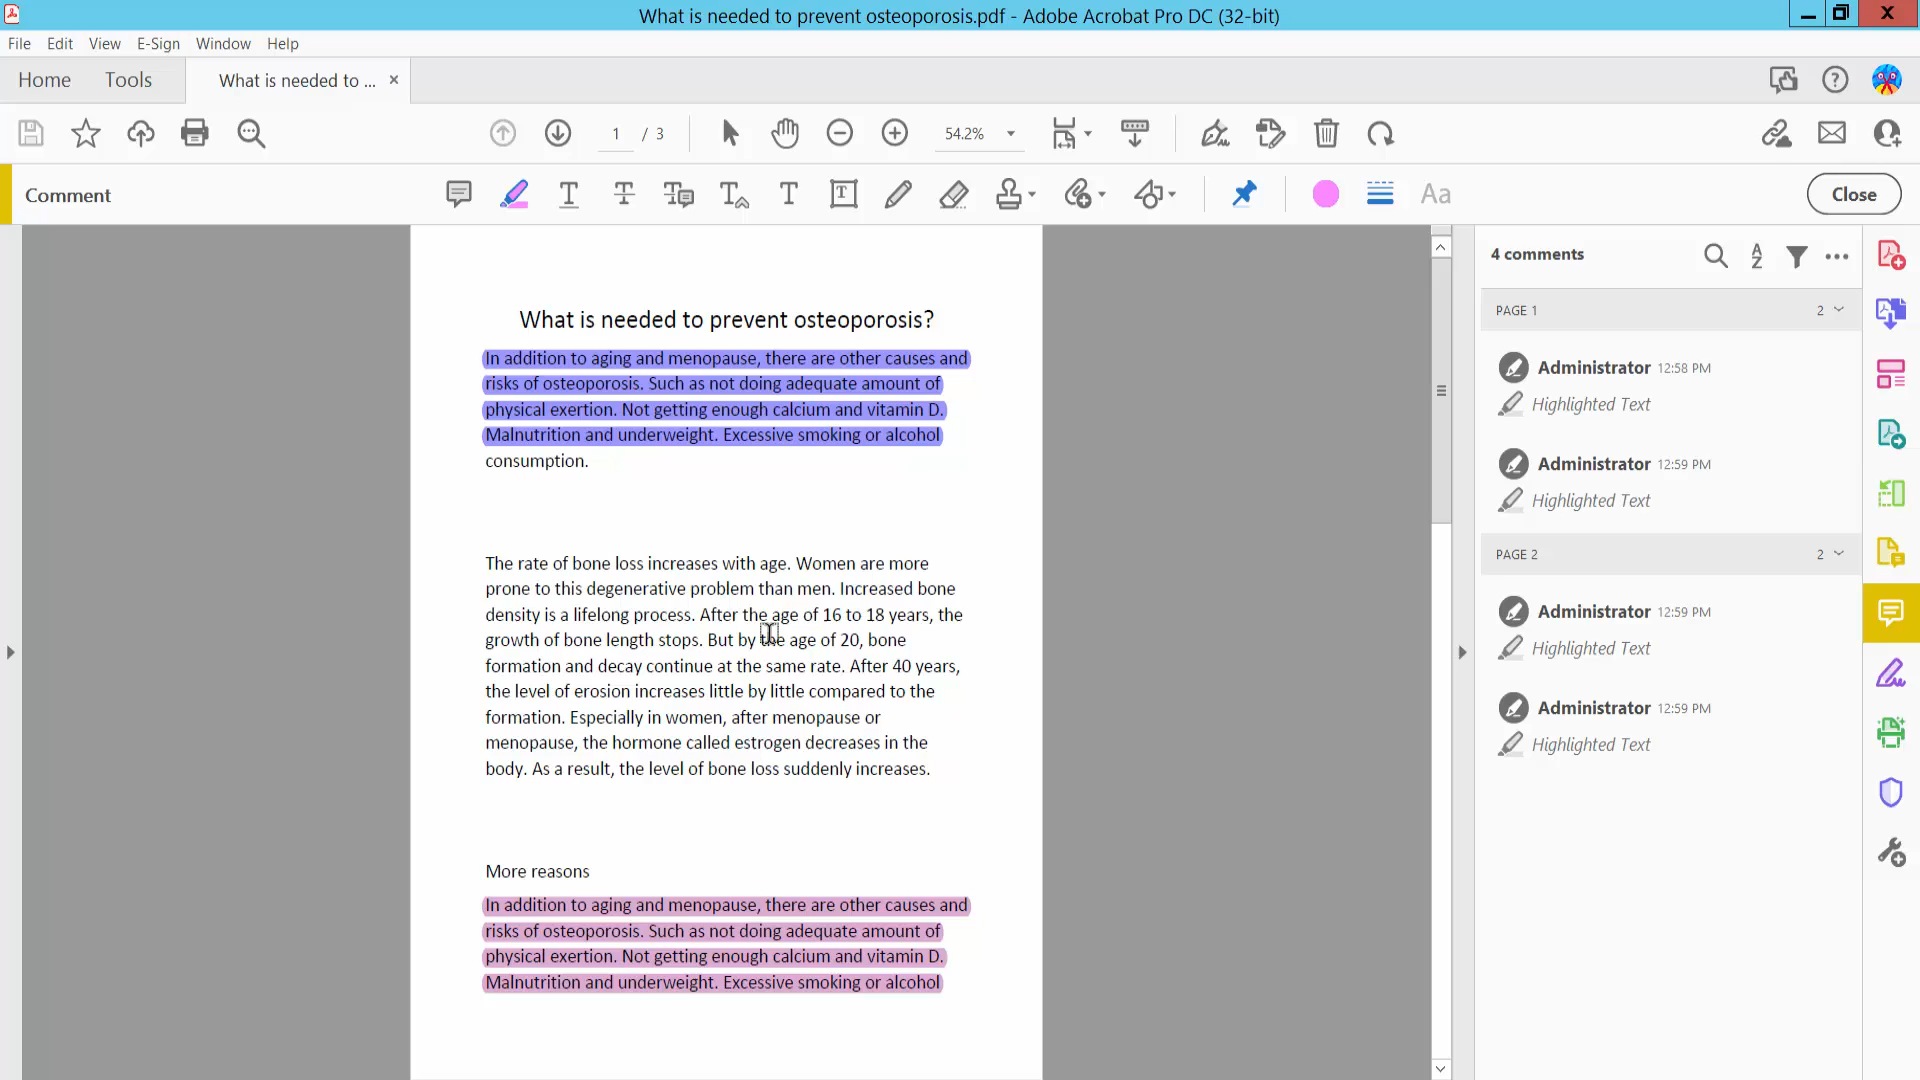 What is needed to prevent osteoporosis.pdf - Adobe Acrobat Pro DC (32-bit)
File Edit View E-Sign Window Help
Home Tools What is needed to ... ×
1 / 3 54.2%
Comment
Close
What is needed to prevent osteoporosis?
In addition to aging and menopause, there are other causes and
risks of osteoporosis. Such as not doing adequate amount of
physical exertion. Not getting enough calcium and vitamin D.
Malnutrition and underweight. Excessive smoking or alcohol
consumption.
The rate of bone loss increases with age. Women are more
prone to this degenerative problem than men. Increased bone
density is a lifelong process. After the age of 16 to 18 years, the
growth of bone length stops. But by the age of 20, bone
formation and decay continue at the same rate. After 40 years,
the level of erosion increases little by little compared to the
formation. Especially in women, after menopause or
menopause, the hormone called estrogen decreases in the
body. As a result, the level of bone loss suddenly increases.
More reasons
In addition to aging and menopause, there are other causes and
risks of osteoporosis. Such as not doing adequate amount of
physical exertion. Not getting enough calcium and vitamin D.
Malnutrition and underweight. Excessive smoking or alcohol
4 comments
PAGE 1 2
Administrator 12:58 PM
Highlighted Text
Administrator 12:59 PM
Highlighted Text
PAGE 2 2
Administrator 12:59 PM
Highlighted Text
Administrator 12:59 PM
Highlighted Text